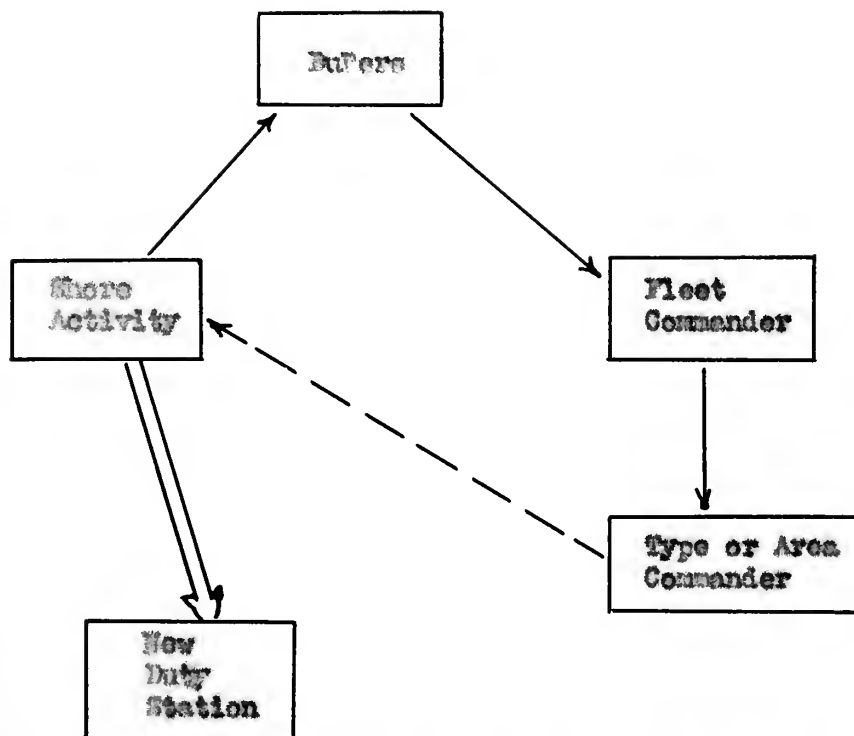 BuPers
Shore
Activity
Fleet
Commander
Type or Area
Commander
New
Duty
Station